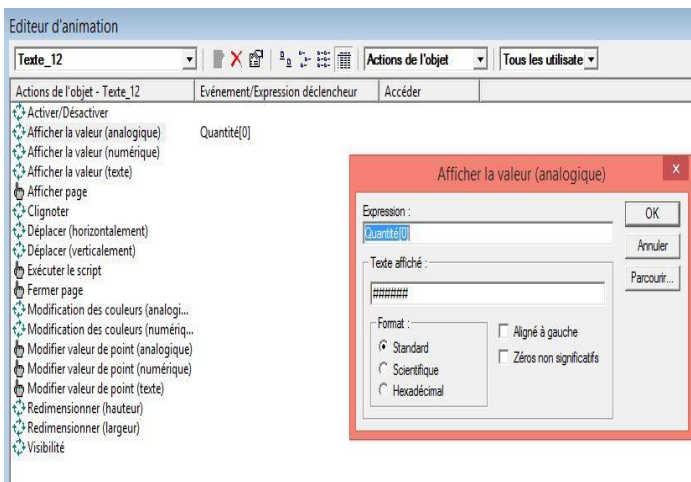 Editeur d'animation
Texte_12 Actions de l'objet Tous les utilisate
Actions de l'objet - Texte_12 Evénement/Expression déclencheur Accéder
Activer/Désactiver
Afficher la valeur (analogique) Quantité[0]
Afficher la valeur (numérique)
Afficher la valeur (texte)
Afficher page
Clignoter
Déplacer (horizontalement)
Déplacer (verticalement)
Exécuter le script
Fermer page
Modification des couleurs (analogi...
Modification des couleurs (numériq...
Modifier valeur de point (analogique)
Modifier valeur de point (numérique)
Modifier valeur de point (texte)
Redimensionner (hauteur)
Redimensionner (largeur)
Visibilité
Afficher la valeur (analogique) x
Expression :
Quantité[0]
OK
Annuler
Parcourir...
Texte affiché :
######
Format :
Standard
Scientifique
Hexadécimal
Aligné à gauche
Zéros non significatifs